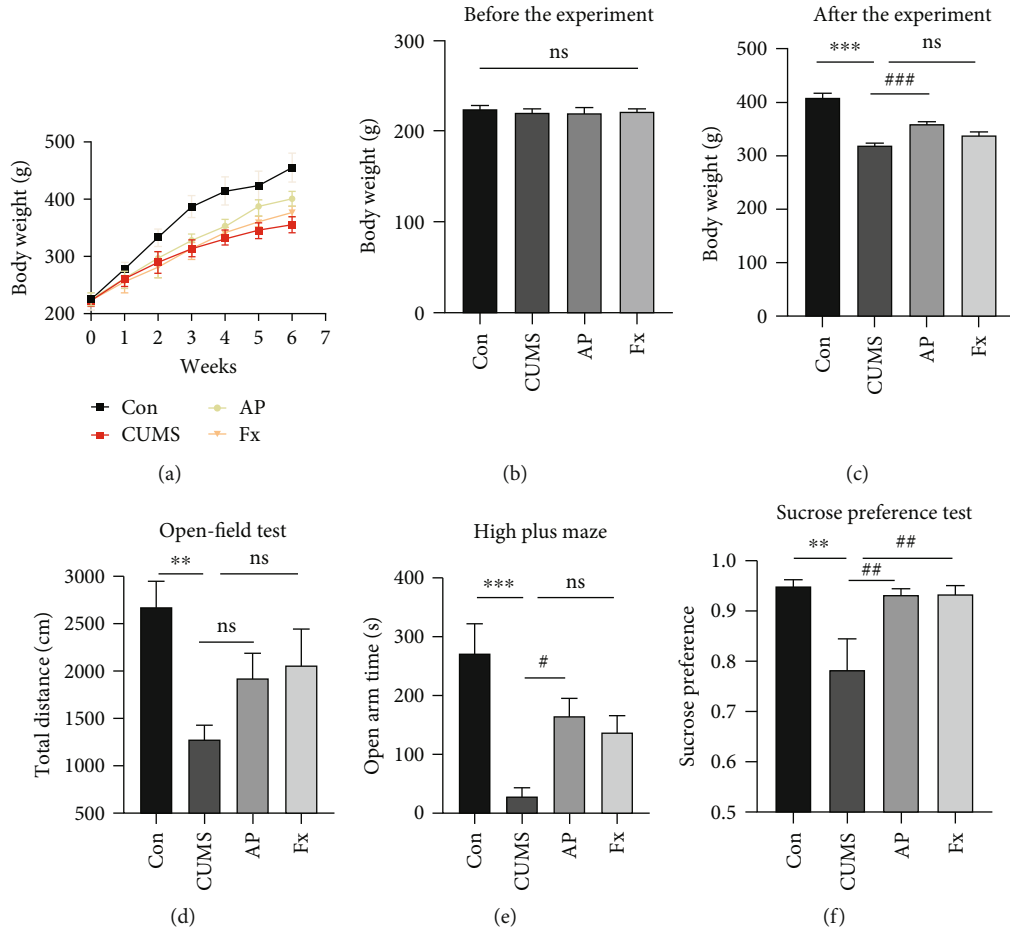 500
400
300
200
Body weight (g)
0 1 2 3 4 5 6 7
Weeks
Con
CUMS
AP
Fx
(a)
Before the experiment
300
200
100
0
Body weight (g)
ns
Con
CUMS
AP
Fx
(b)
After the experiment
500
400
300
200
100
0
Body weight (g)
***
ns
###
Con
CUMS
AP
Fx
(c)
Open-field test
3000
2500
2000
1500
1000
500
Total distance (cm)
**
ns
ns
Con
CUMS
AP
Fx
(d)
High plus maze
400
300
200
100
0
Open arm time (s)
***
ns
#
Con
CUMS
AP
Fx
(e)
Sucrose preference test
1.0
0.9
0.8
0.7
0.6
0.5
Sucrose preference
**
##
##
Con
CUMS
AP
Fx
(f)